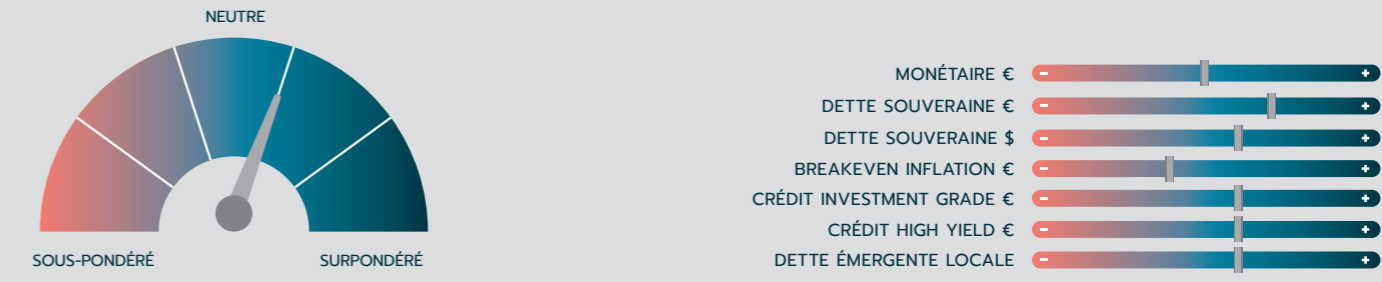 NEUTRE
SOUS-PONDÉRÉ
SURPONDÉRÉ
MONÉTAIRE € - +
DETTE SOUVERAINE € - +
DETTE SOUVERAINE $ - +
BREAKEVEN INFLATION € - +
CRÉDIT INVESTMENT GRADE € - +
CRÉDIT HIGH YIELD € - +
DETTE ÉMERGENTE LOCALE - +